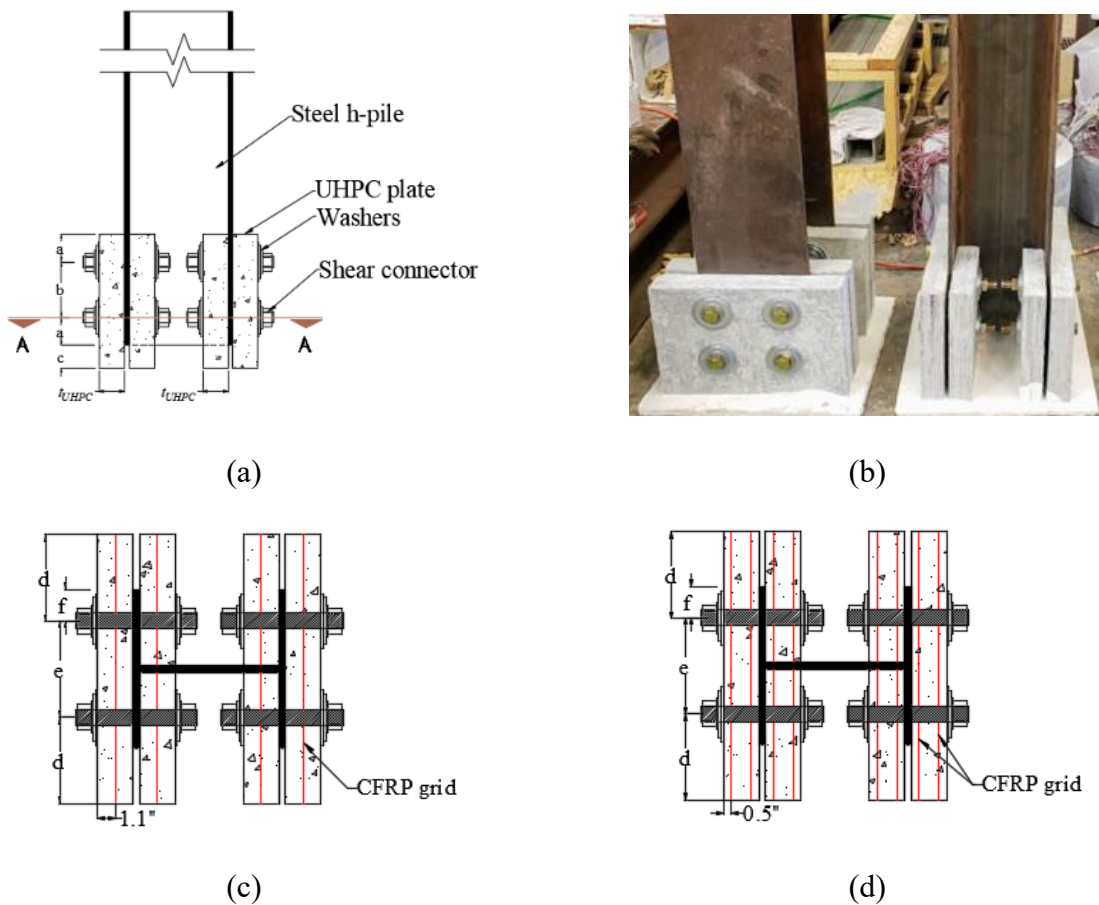 Steel h-pile
UHPC plate
Washers
Shear connector
a
b
a
c
A
A
tUHPC
tUHPC
(a)
(b)
d
f
e
d
CFRP grid
1.1"
(c)
d
f
e
d
CFRP grid
0.5"
(d)